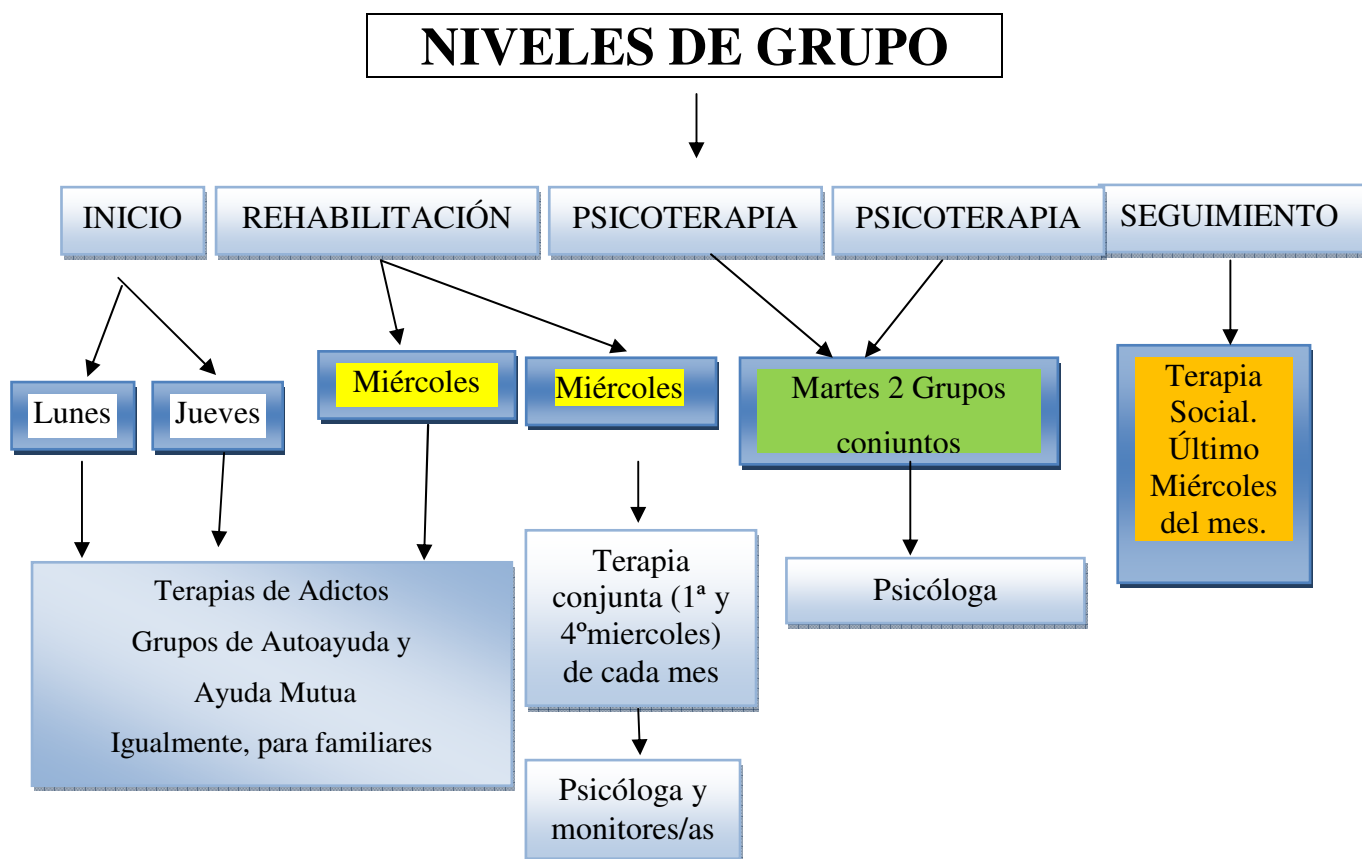 NIVELES DE GRUPO
INICIO
REHABILITACIÓN
PSICOTERAPIA
PSICOTERAPIA
SEGUIMIENTO
Lunes
Jueves
Miércoles
Miércoles
Martes 2 Grupos
conjuntos
Terapia
Social.
Último
Miércoles
del mes.
Terapias de Adictos
Grupos de Autoayuda y
Ayuda Mutua
Igualmente, para familiares
Terapia
conjunta (1ª y
4ºmiercoles)
de cada mes
Psicóloga
Psicóloga y
monitores/as